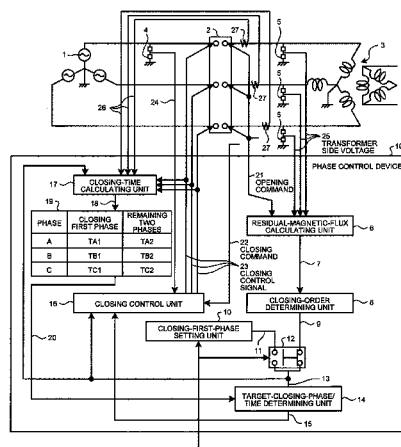 4
2
27
5
3
1
26
24
27
5
27
5
25
TRANSFORMER
SIDE VOLTAGE
PHASE CONTROL DEVICE
17
CLOSING-TIME
CALCULATING UNIT
21
OPENING
COMMAND
19
18
PHASE
CLOSING
FIRST PHASE
REMAINING
TWO
PHASES
A TA1 TA2
B TB1 TB2
C TC1 TC2
RESIDUAL-MAGNETIC-FLUX
CALCULATING UNIT
6
22
CLOSING
COMMAND
23
CLOSING
CONTROL
SIGNAL
7
16
CLOSING CONTROL UNIT
CLOSING-ORDER
DETERMINING UNIT
8
20
10
CLOSING-FIRST-PHASE
SETTING UNIT
11
12
9
13
TARGET-CLOSING-PHASE/
TIME DETERMINING UNIT
14
15